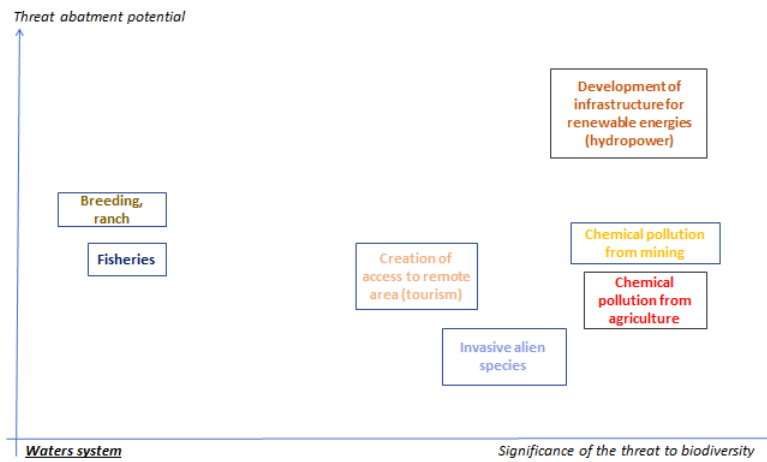 Threat abatment potential
Development of
infrastructure for
renewable energies
(hydropower)
Breeding,
ranch
Fisheries
Creation of
access to remote
area (tourism)
Chemical pollution
from mining
Chemical
pollution from
agriculture
Invasive alien
species
Waters system
Significance of the threat to biodiversity